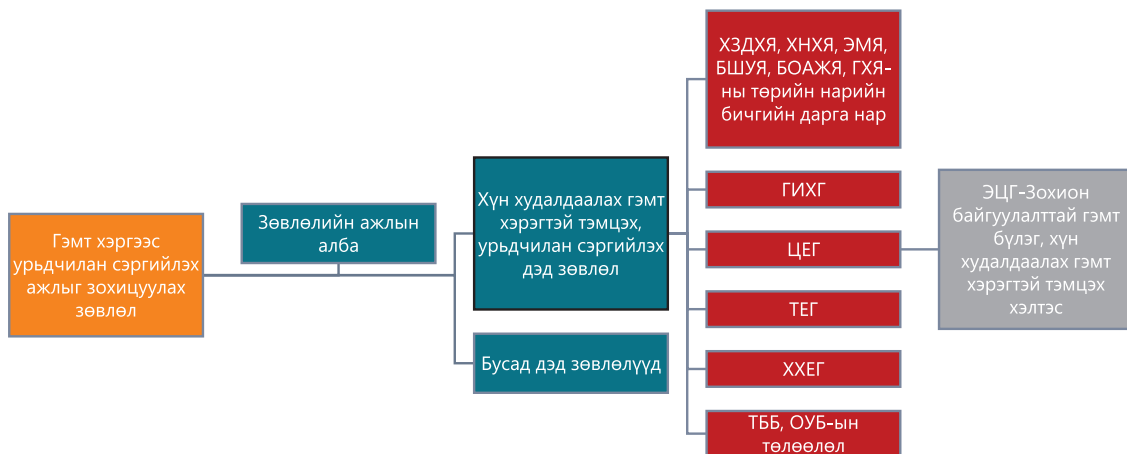 Гэмт хэргээс
урьдчилан сэргийлэх
ажлыг зохицуулах
зөвлөл
Зөвлөлийн ажлын
алба
Хүн худалдаалах гэмт
хэрэгтэй тэмцэх,
урьдчилан сэргийлэх
дэд зөвлөл
Бусад дэд зөвлөлүүд
ХЗДХЯ, ХНХЯ, ЭМЯ,
БШУЯ, БОАЖЯ, ГХЯ-
ны төрийн нарийн
бичгийн дарга нар
ГИХГ
ЦЕГ
ТЕГ
ХХЕГ
ТББ, ОУБ-ын
төлөөлөл
ЭЦГ-Зохион
байгуулалттай гэмт
бүлэг, хүн
худалдаалах гэмт
хэрэгтэй тэмцэх
хэлтэс